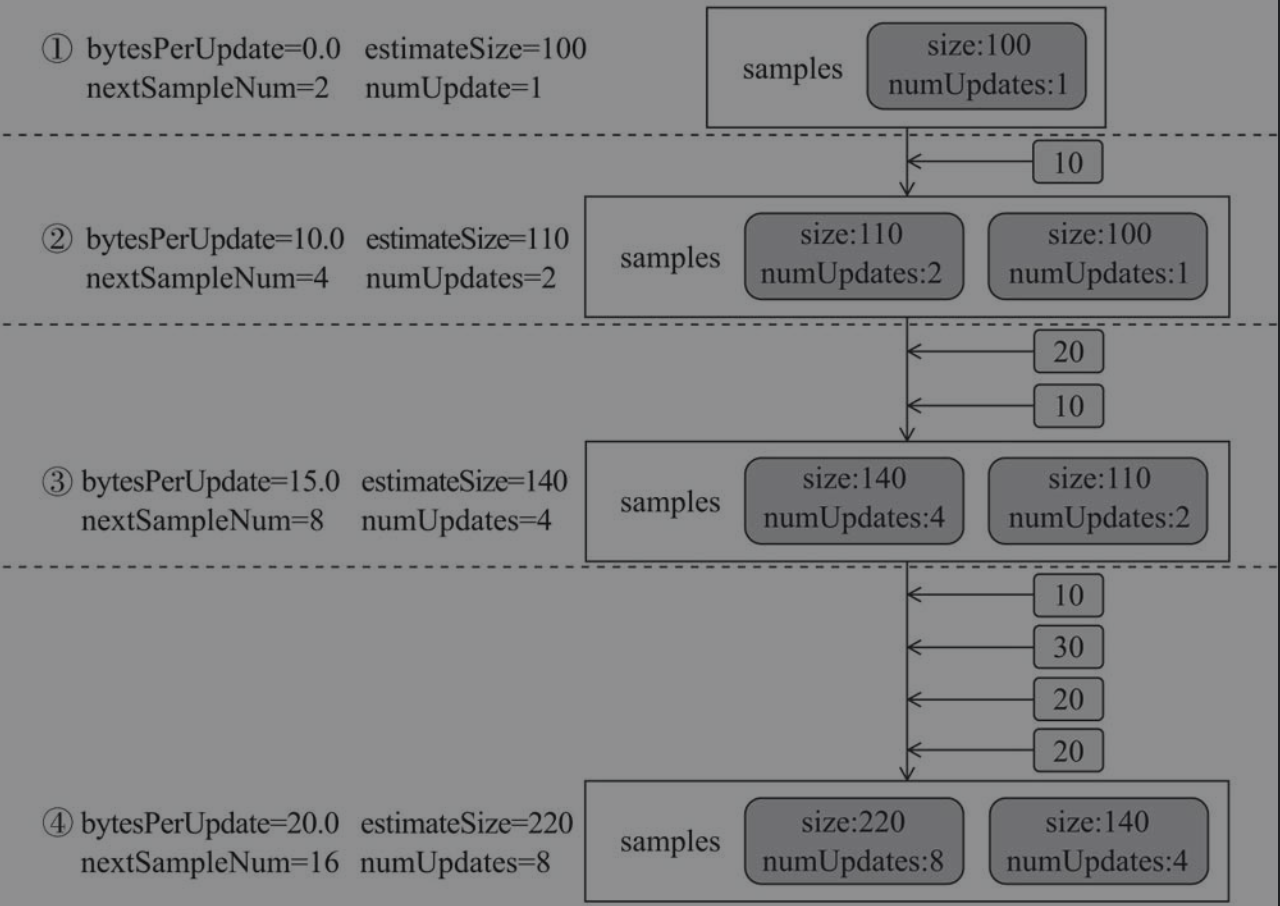 ① bytesPerUpdate=0.0 estimateSize=100
nextSampleNum=2 numUpdate=1
samples
size:100
numUpdates:1
10
② bytesPerUpdate=10.0 estimateSize=110
nextSampleNum=4 numUpdates=2
samples
size:110
numUpdates:2
size:100
numUpdates:1
20
10
③ bytesPerUpdate=15.0 estimateSize=140
nextSampleNum=8 numUpdates=4
samples
size:140
numUpdates:4
size:110
numUpdates:2
10
30
20
20
④ bytesPerUpdate=20.0 estimateSize=220
nextSampleNum=16 numUpdates=8
samples
size:220
numUpdates:8
size:140
numUpdates:4